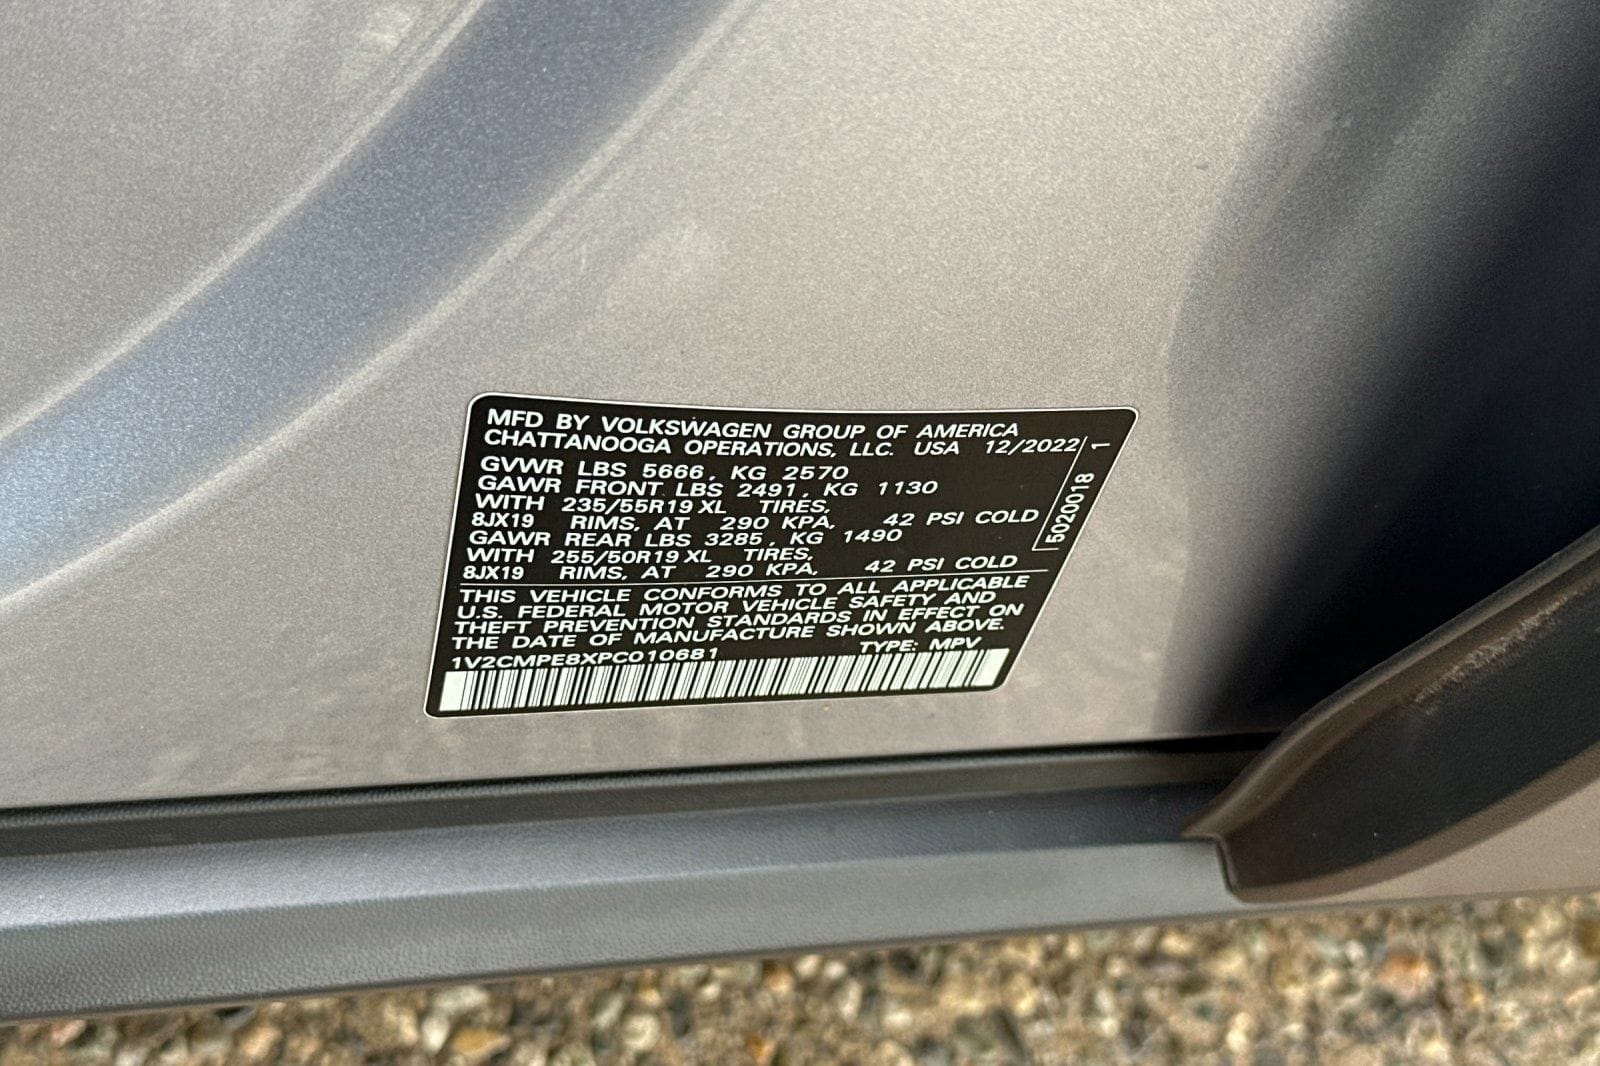 MFD BY VOLKSWAGEN GROUP OF AMERICA
CHATTANOOGA OPERATIONS, LLC. USA 12/2022
GVWR LBS 5666, KG 2570
GAWR FRONT LBS 2491, KG 1130
WITH 235/55R19 XL TIRES,
8JX19 RIMS, AT 290 KPA, 42 PSI COLD
GAWR REAR LBS 3285, KG 1490
WITH 255/50R19 XL TIRES,
8JX19 RIMS, AT 290 KPA, 42 PSI COLD
THIS VEHICLE CONFORMS TO ALL APPLICABLE
U.S. FEDERAL MOTOR VEHICLE SAFETY AND
THEFT PREVENTION STANDARDS IN EFFECT ON
THE DATE OF MANUFACTURE SHOWN ABOVE.
1V2CMPE8XPC010681 TYPE: MPV
5020018 1